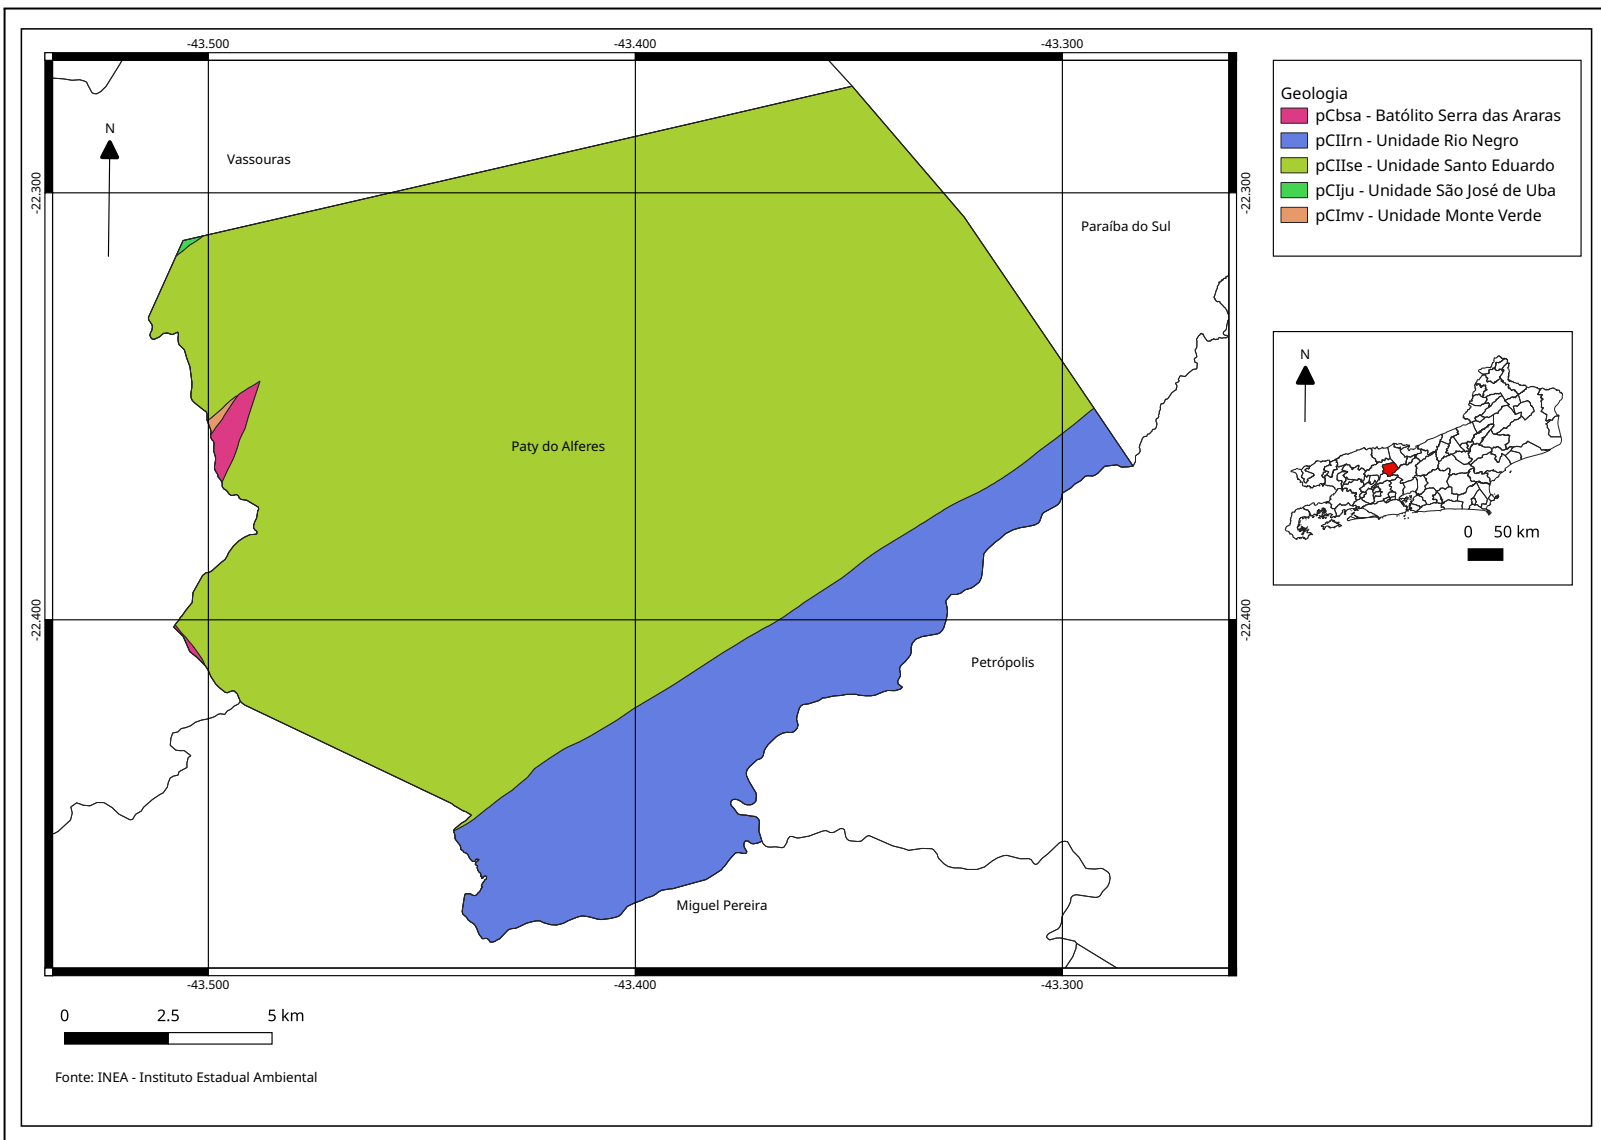 -43.500
-43.400
-43.300
N
Vassouras
-22.300
-22.300
Paraíba do Sul
Paty do Alferes
-22.400
-22.400
Petrópolis
Miguel Pereira
-43.500
-43.400
-43.300
0 2.5 5 km
Fonte: INEA - Instituto Estadual Ambiental
Geologia
pCbsa - Batólito Serra das Araras
pCIIrn - Unidade Rio Negro
pCIIse - Unidade Santo Eduardo
pCIju - Unidade São José de Uba
pCImv - Unidade Monte Verde
N
0 50 km